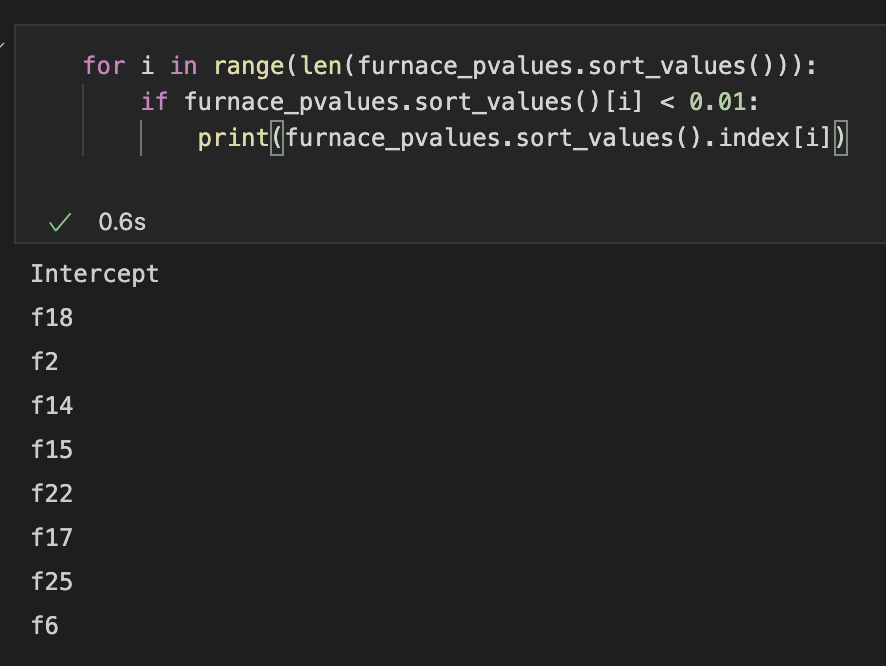 for i in range(len(furnace_pvalues.sort_values())):
    if furnace_pvalues.sort_values()[i] < 0.01:
        print(furnace_pvalues.sort_values().index[i])
0.6s
Intercept
f18
f2
f14
f15
f22
f17
f25
f6